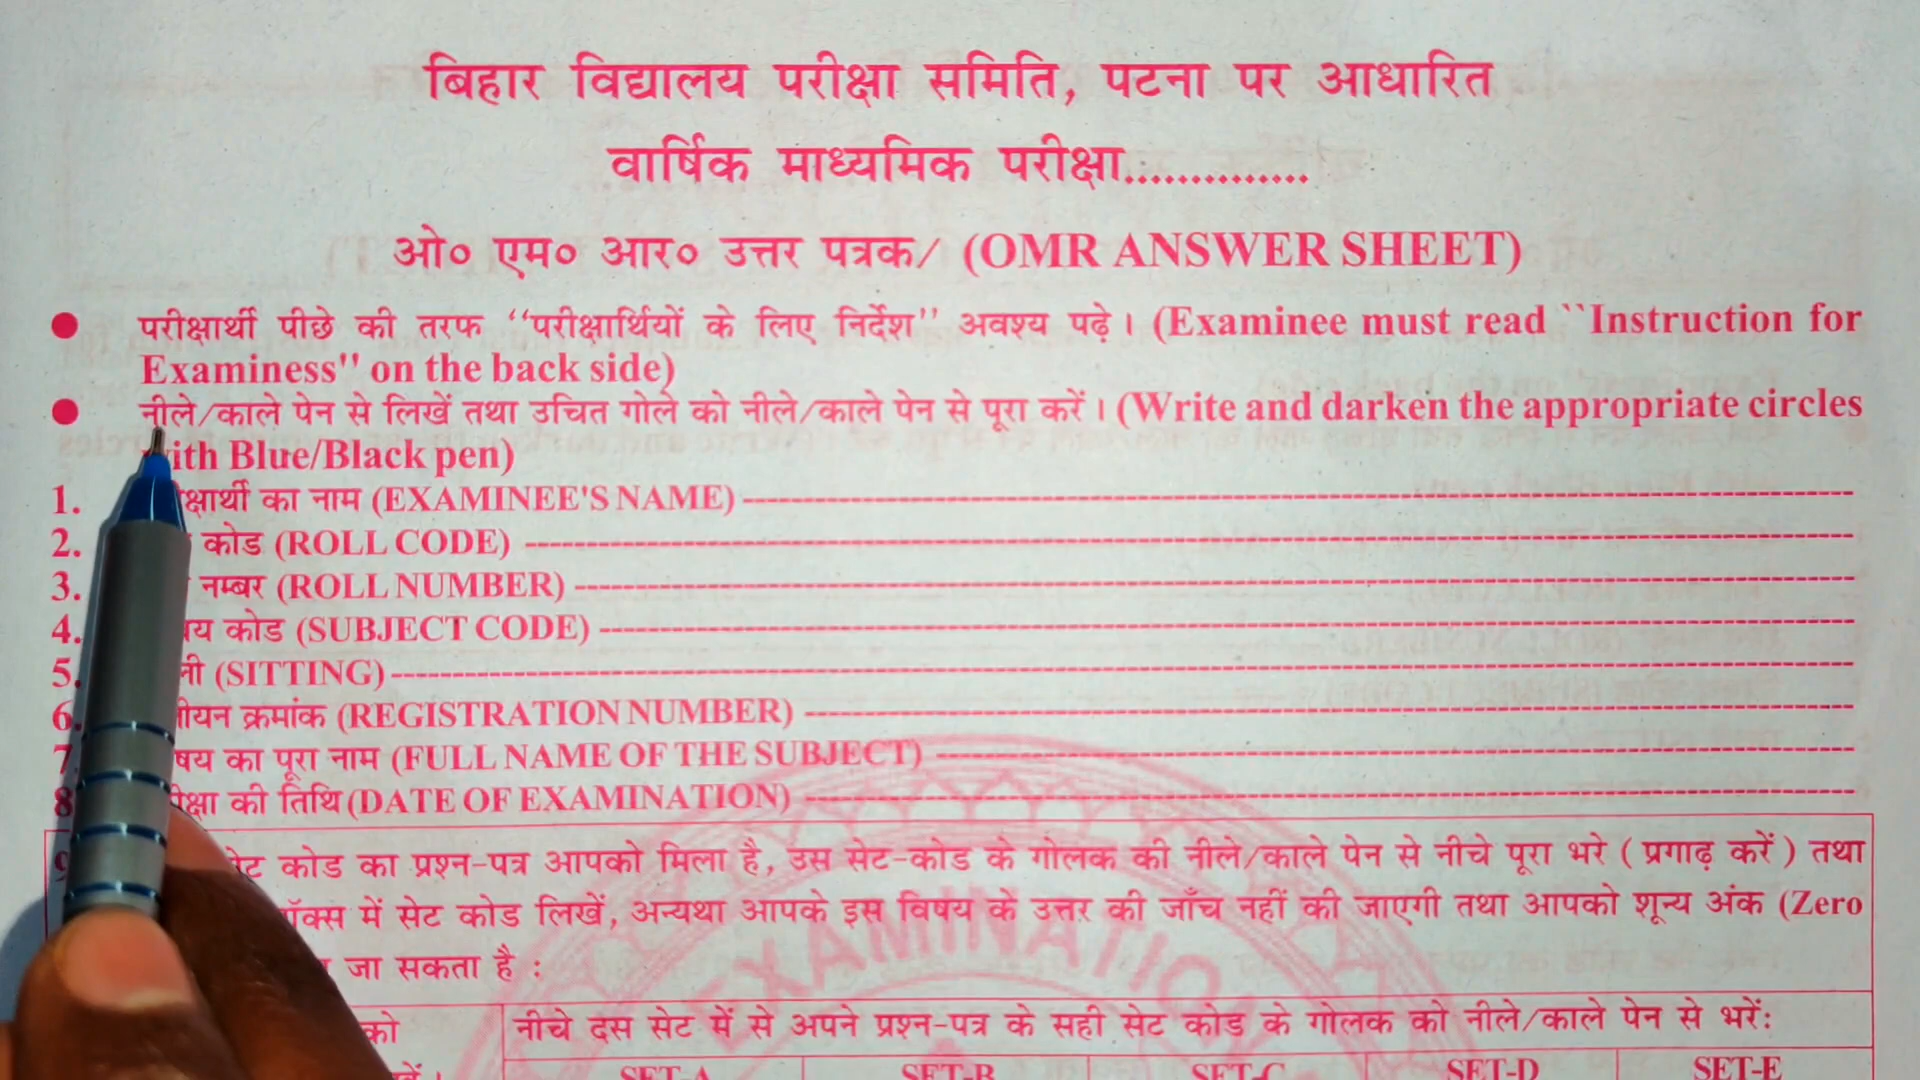 बिहार विद्यालय परीक्षा समिति, पटना पर आधारित
वार्षिक माध्यमिक परीक्षा..............
ओ० एम० आर० उत्तर पत्रक/ (OMR ANSWER SHEET)
● परीक्षार्थी पीछे की तरफ ‘‘परीक्षार्थियों के लिए निर्देश’’ अवश्य पढ़े। (Examinee must read ``Instruction for
Examiness" on the back side)
● नीले/काले पेन से लिखें तथा उचित गोले को नीले/काले पेन से पूरा करें। (Write and darken the appropriate circles
Blue/Black pen)
1. का नाम (EXAMINEE'S NAME)
2. कोड (ROLL CODE)
3. नम्बर (ROLL NUMBER)
4. कोड (SUBJECT CODE)
5. (SITTING)
6. क्रमांक (REGISTRATION NUMBER)
7 का पूरा नाम (FULL NAME OF THE SUBJECT)
8 की तिथि (DATE OF EXAMINATION)
कोड का प्रश्न-पत्र आपको मिला है, उस सेट-कोड के गोलक की नीले/काले पेन से नीचे पूरा भरे ( प्रगाढ़ करें ) तथा
में सेट कोड लिखें, अन्यथा आपके इस विषय के उत्तर की जाँच नहीं की जाएगी तथा आपको शून्य अंक (Zero
जा सकता है :
को
नीचे दस सेट में से अपने प्रश्न-पत्र के सही सेट कोड के गोलक को नीले/काले पेन से भरें:
SET-A SET-B SET-C SET-D SET-E
EXAMINATION